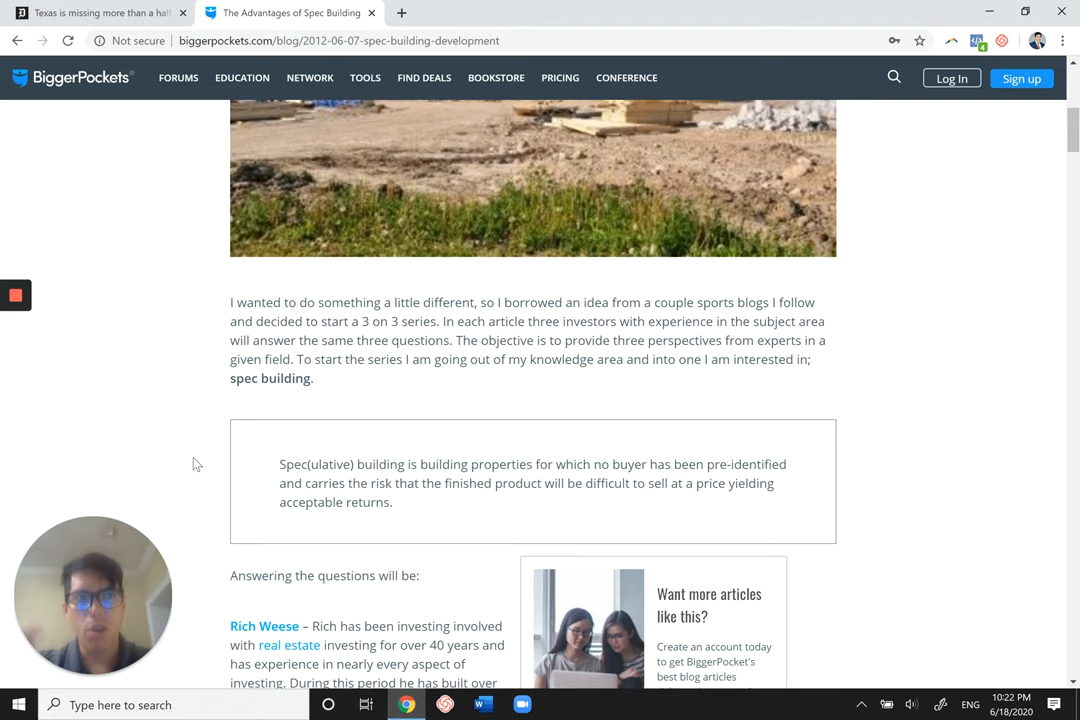 Texas is missing more than a hal
The Advantages of Spec Building
Not secure
biggerpockets.com/blog/2012-06-07-spec-building-development
4
BiggerPockets
FORUMS
EDUCATION
NETWORK
TOOLS
FIND DEALS
BOOKSTORE
PRICING
CONFERENCE
Log In
Sign up
I wanted to do something a little different, so I borrowed an idea from a couple sports blogs I follow
and decided to start a 3 on 3 series. In each article three investors with experience in the subject area
will answer the same three questions. The objective is to provide three perspectives from experts in a
given field. To start the series I am going out of my knowledge area and into one I am interested in;
spec building.
Spec(ulative) building is building properties for which no buyer has been pre-identified
and carries the risk that the finished product will be difficult to sell at a price yielding
acceptable returns.
Answering the questions will be:
Rich Weese – Rich has been investing involved
with real estate investing for over 40 years and
has experience in nearly every aspect of
investing. During this period he has built over
Want more articles
like this?
Create an account today
to get BiggerPocket's
best blog articles
Type here to search
ENG
10:22 PM
6/18/2020